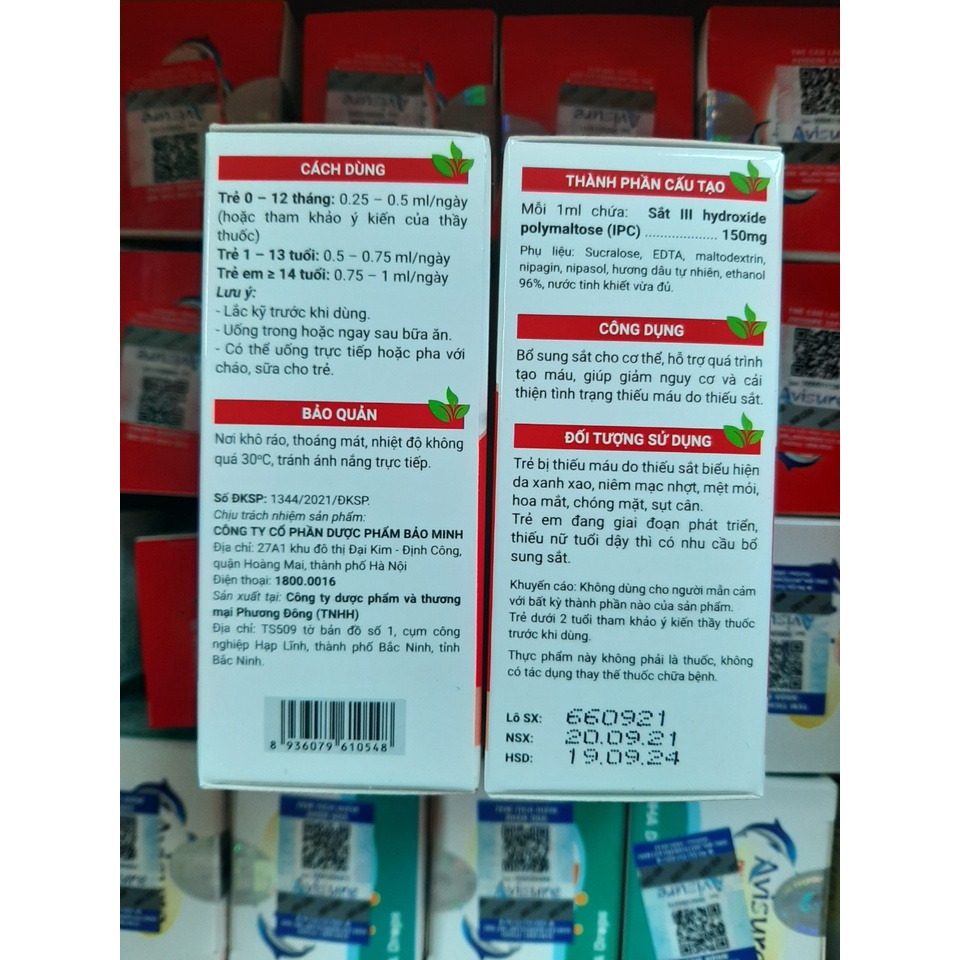 CÁCH DÙNG
Trẻ 0 – 12 tháng: 0.25 – 0.5 ml/ngày
(hoặc tham khảo ý kiến của thầy
thuốc)
Trẻ 1 – 13 tuổi: 0.5 – 0.75 ml/ngày
Trẻ em ≥ 14 tuổi: 0.75 – 1 ml/ngày
Lưu ý:
- Lắc kỹ trước khi dùng.
- Uống trong hoặc ngay sau bữa ăn.
- Có thể uống trực tiếp hoặc pha với
cháo, sữa cho trẻ.
BẢO QUẢN
Nơi khô ráo, thoáng mát, nhiệt độ không
quá 30°C, tránh ánh nắng trực tiếp.
Số ĐKSP: 1344/2021/ĐKSP.
Chịu trách nhiệm sản phẩm:
CÔNG TY CỔ PHẦN DƯỢC PHẨM BẢO MINH
Địa chỉ: 27A1 khu đô thị Đại Kim - Định Công,
quận Hoàng Mai, thành phố Hà Nội
Điện thoại: 1800.0016
Sản xuất tại: Công ty dược phẩm và thương
mại Phương Đông (TNHH)
Địa chỉ: TS509 tờ bản đồ số 1, cụm công
nghiệp Hạp Lĩnh, thành phố Bắc Ninh, tỉnh
Bắc Ninh.
8 936079 610548
THÀNH PHẦN CẤU TẠO
Mỗi 1ml chứa: Sắt III hydroxide
polymaltose (IPC) ................... 150mg
Phụ liệu: Sucralose, EDTA, maltodextrin,
nipagin, nipasol, hương dâu tự nhiên, ethanol
96%, nước tinh khiết vừa đủ.
CÔNG DỤNG
Bổ sung sắt cho cơ thể, hỗ trợ quá trình
tạo máu, giúp giảm nguy cơ và cải
thiện tình trạng thiếu máu do thiếu sắt.
ĐỐI TƯỢNG SỬ DỤNG
Trẻ bị thiếu máu do thiếu sắt biểu hiện
da xanh xao, niêm mạc nhợt, mệt mỏi,
hoa mắt, chóng mặt, sụt cân.
Trẻ em đang giai đoạn phát triển,
thiếu nữ tuổi dậy thì có nhu cầu bổ
sung sắt.
Khuyến cáo: Không dùng cho người mẫn cảm
với bất kỳ thành phần nào của sản phẩm.
Trẻ dưới 2 tuổi tham khảo ý kiến thầy thuốc
trước khi dùng.
Thực phẩm này không phải là thuốc, không
có tác dụng thay thế thuốc chữa bệnh.
Lô SX: 660921
NSX: 20.09.21
HSD: 19.09.24
Avisure
Avisure
Avisure
Avisure
Drops